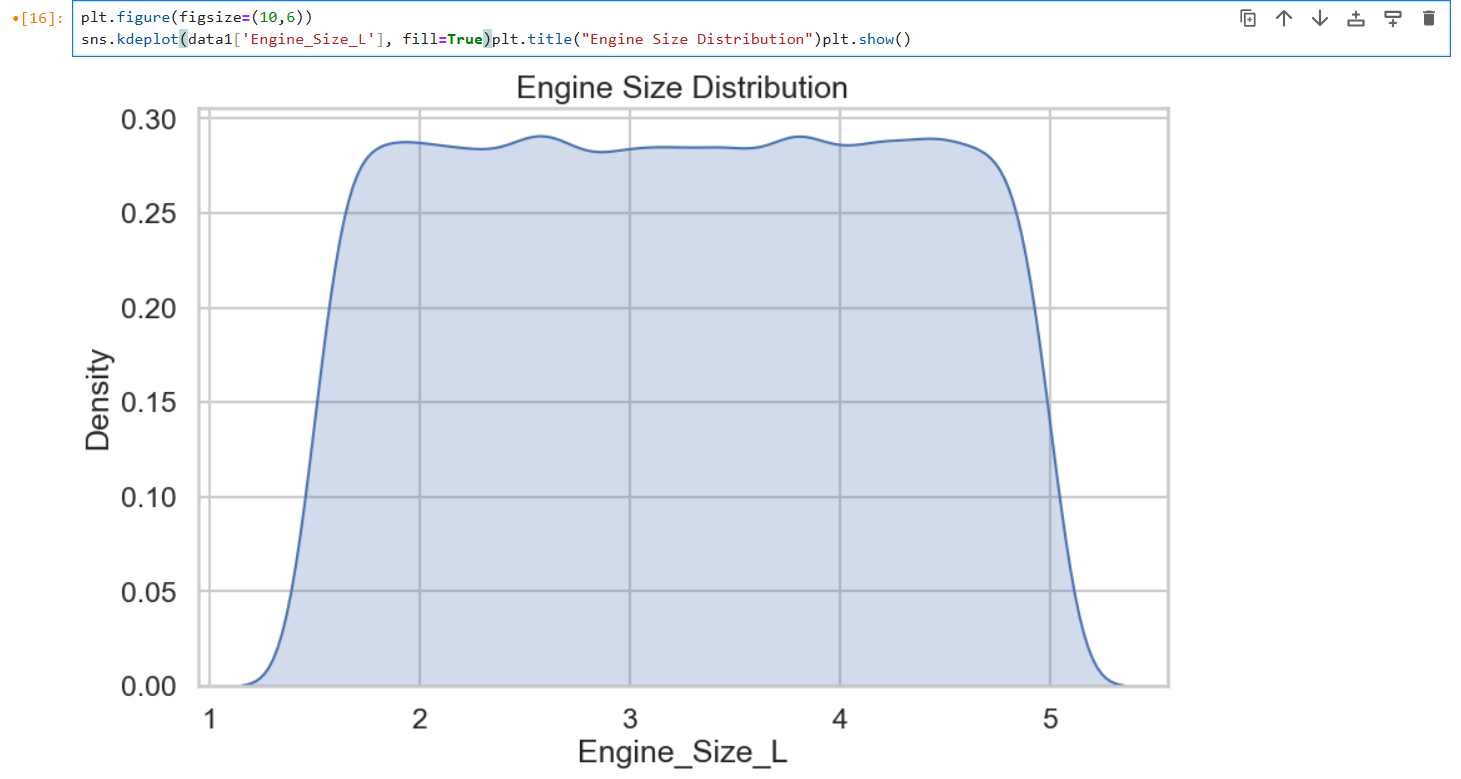 •[16]:
plt.figure(figsize=(10,6))
sns.kdeplot(data1['Engine_Size_L'], fill=True)plt.title("Engine Size Distribution")plt.show()
Engine Size Distribution
0.30
0.25
0.20
0.15
0.10
0.05
0.00
Density
1 2 3 4 5
Engine_Size_L